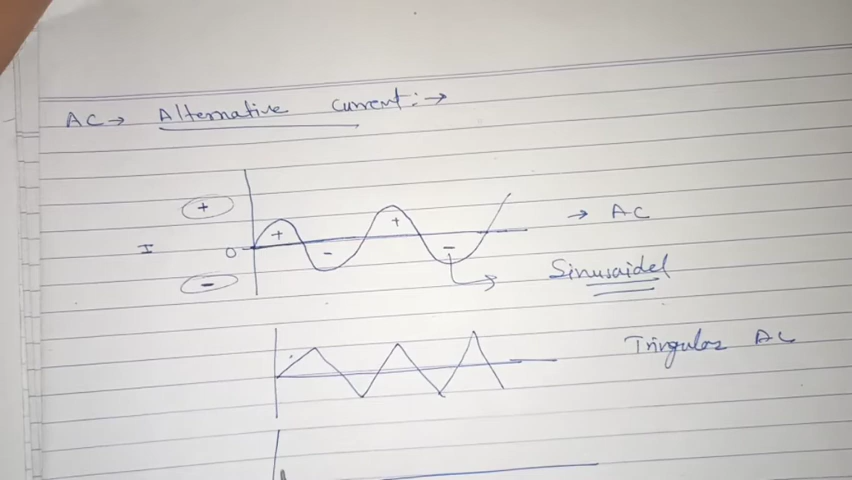 AC → Alternative Current :→
+
+ - + - → AC
I 0
-
Sinusaidel
Tringular AC